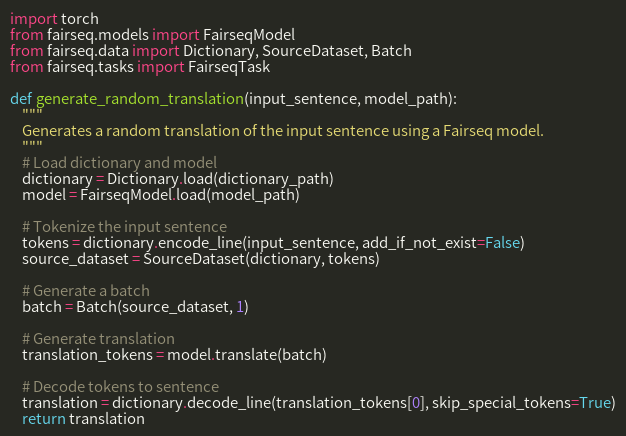 import torch
from fairseq.models import FairseqModel
from fairseq.data import Dictionary, SourceDataset, Batch
from fairseq.tasks import FairseqTask

def generate_random_translation(input_sentence, model_path):
    """
    Generates a random translation of the input sentence using a Fairseq model.
    """
    # Load dictionary and model
    dictionary = Dictionary.load(dictionary_path)
    model = FairseqModel.load(model_path)

    # Tokenize the input sentence
    tokens = dictionary.encode_line(input_sentence, add_if_not_exist=False)
    source_dataset = SourceDataset(dictionary, tokens)

    # Generate a batch
    batch = Batch(source_dataset, 1)

    # Generate translation
    translation_tokens = model.translate(batch)

    # Decode tokens to sentence
    translation = dictionary.decode_line(translation_tokens[0], skip_special_tokens=True)
    return translation